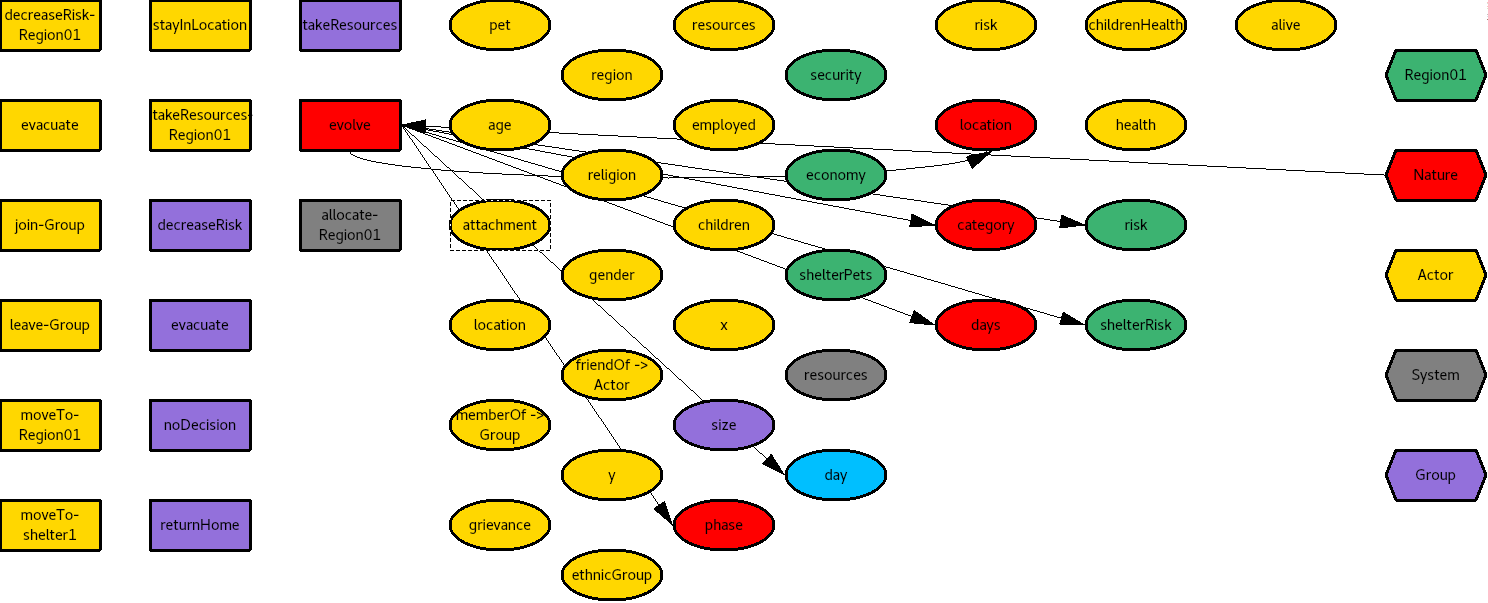 decreaseRisk-
Region01
stayInLocation
takeResources
pet
resources
risk
childrenHealth
alive
region
security
Region01
evacuate
takeResources-
Region01
evolve
age
employed
location
health
religion
economy
Nature
join-Group
decreaseRisk
allocate-
Region01
attachment
children
category
risk
gender
shelterPets
Actor
leave-Group
evacuate
location
x
days
shelterRisk
friendOf ->
Actor
resources
System
moveTo-
Region01
noDecision
memberOf ->
Group
size
y
day
Group
moveTo-
shelter1
returnHome
grievance
phase
ethnicGroup